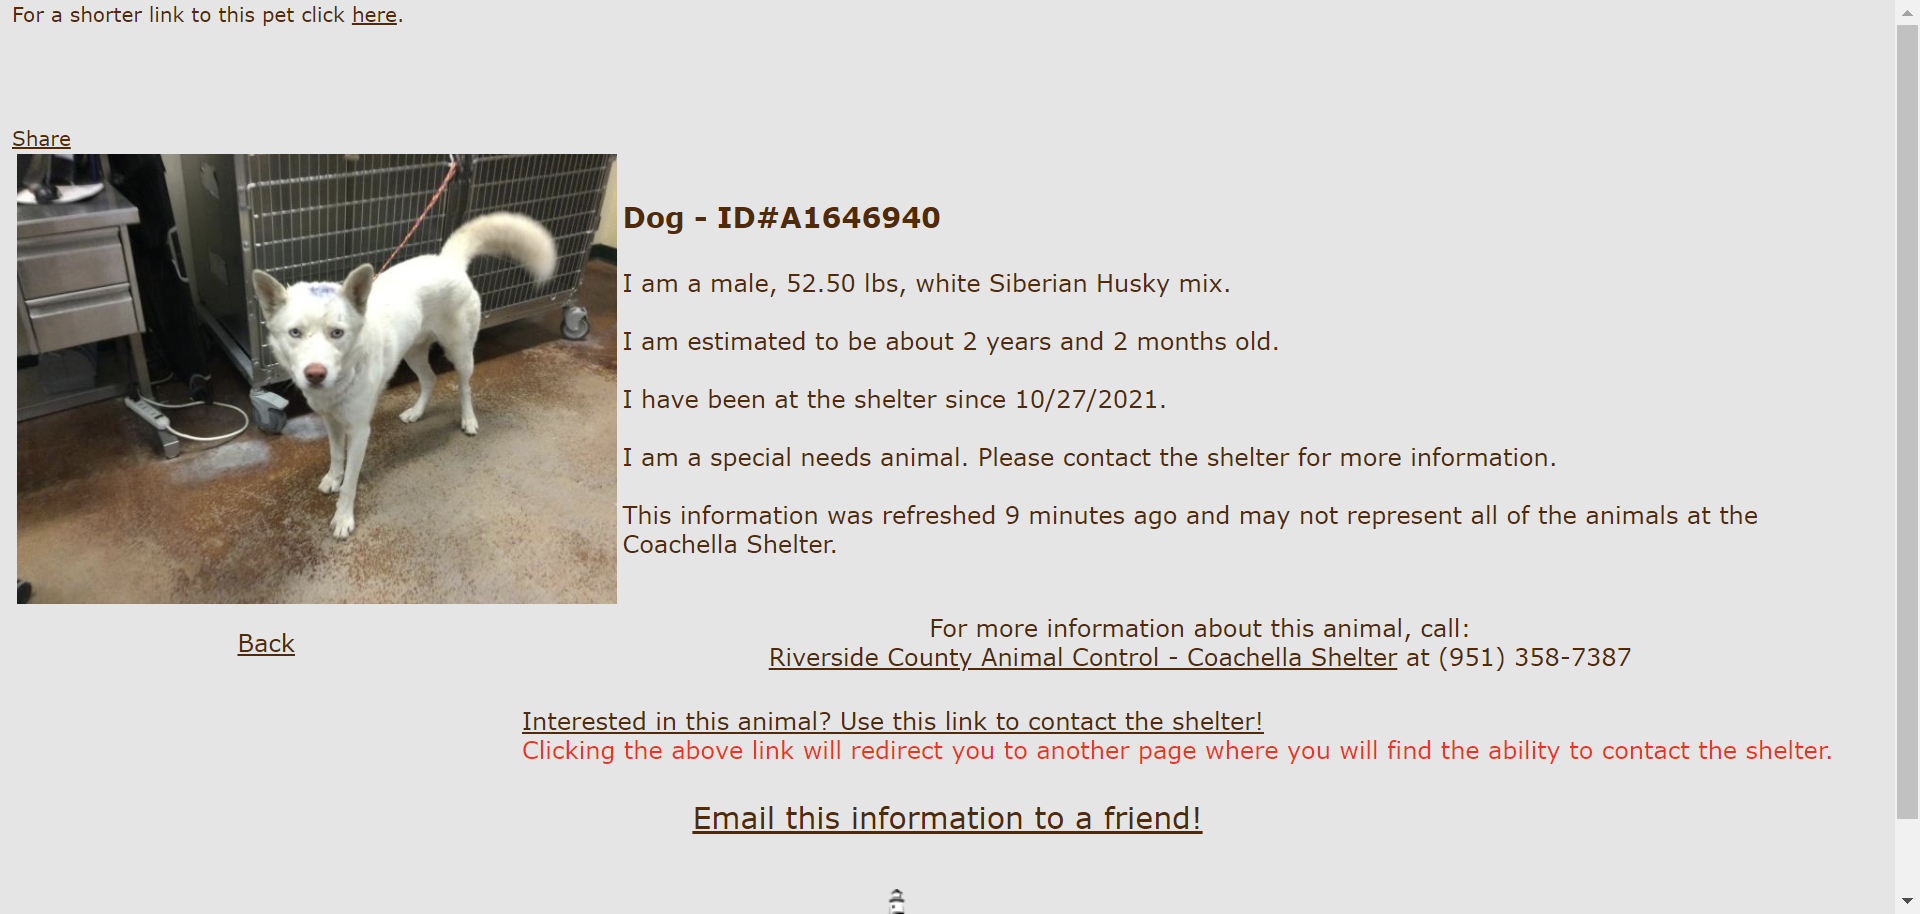 For a shorter link to this pet click here.
Share
Dog - ID#A1646940
I am a male, 52.50 lbs, white Siberian Husky mix.
I am estimated to be about 2 years and 2 months old.
I have been at the shelter since 10/27/2021.
I am a special needs animal. Please contact the shelter for more information.
This information was refreshed 9 minutes ago and may not represent all of the animals at the
Coachella Shelter.
Back
For more information about this animal, call:
Riverside County Animal Control - Coachella Shelter at (951) 358-7387
Interested in this animal? Use this link to contact the shelter!
Clicking the above link will redirect you to another page where you will find the ability to contact the shelter.
Email this information to a friend!